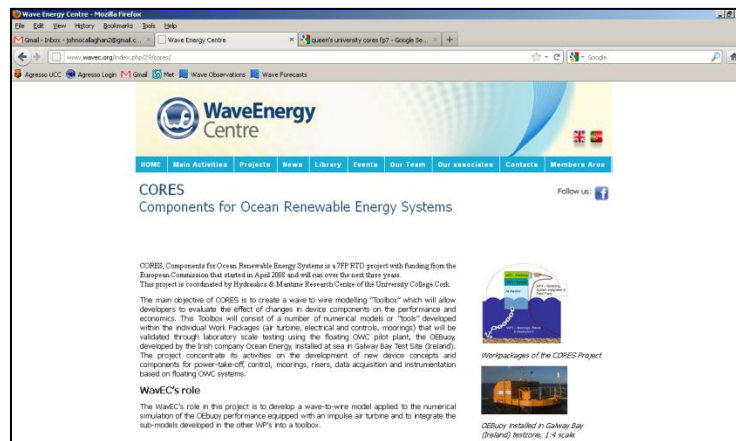 Wave Energy Centre - Mozilla Firefox
File Edit View History Bookmarks Tools Help
Gmail - Inbox - johnocallaghan2@gmail.c... Wave Energy Centre queen's university cores fp7 - Google Se...
www.wavec.org/index.php/29/cores/ Google
Agresso UCC Agresso Login Gmail Met Wave Observations Wave Forecasts
WaveEnergy
Centre
HOME Main Activities Projects News Library Events Our Team Our associates Contacts Members Area
CORES Follow us:
Components for Ocean Renewable Energy Systems
CORES, Components for Ocean Renewable Energy Systems is a 7FP RTD project with funding from the
European Commission that started in April 2008 and will run over the next three years.
This project is coordinated by Hydraulics & Maritime Research Centre of the University College Cork.
The main objective of CORES is to create a wave to wire modelling "Toolbox" which will allow
developers to evaluate the effect of changes in device components on the performance and
economics. This Toolbox will consist of a number of numerical models or "tools" developed
within the individual Work Packages (air turbine, electrical and controls, moorings) that will be
validated through laboratory scale testing using the floating OWC pilot plant, the OEBuoy,
developed by the Irish company Ocean Energy, installed at sea in Galway Bay Test Site (Ireland).
The project concentrate its activities on the development of new device concepts and
components for power-take-off, control, moorings, risers, data acquisition and instrumentation
based on floating OWC systems.
WavEC's role
The WavEC's role in this project is to develop a wave-to-wire model applied to the numerical
simulation of the OEbuoy performance equipped with an impulse air turbine and to integrate the
sub-models developed in the other WP's into a toolbox.
Workpackages of the CORES Project
OEBuoy installed in Galway Bay
(Ireland) testzone, 1:4 scale